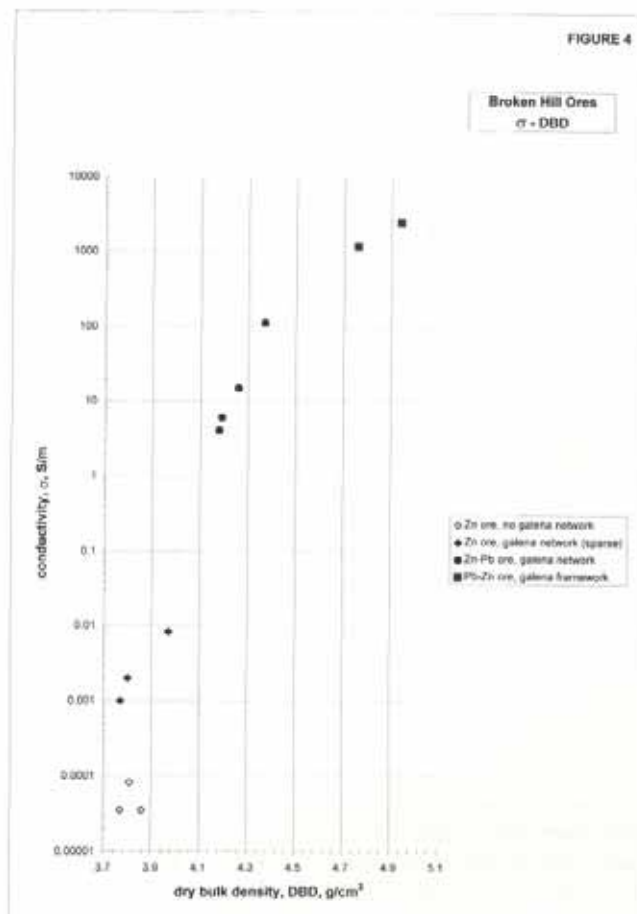 FIGURE 4
Broken Hill Ores
σ - DBD
10000
1000
100
10
1
0.1
0.01
0.001
0.0001
0.00001
conductivity, σ, S/m
3.7 3.9 4.1 4.3 4.5 4.7 4.9 5.1
dry bulk density, DBD, g/cm³
Zn ore, no galena network
Zn ore, galena network (sparse)
Zn-Pb ore, galena network
Pb-Zn ore, galena framework